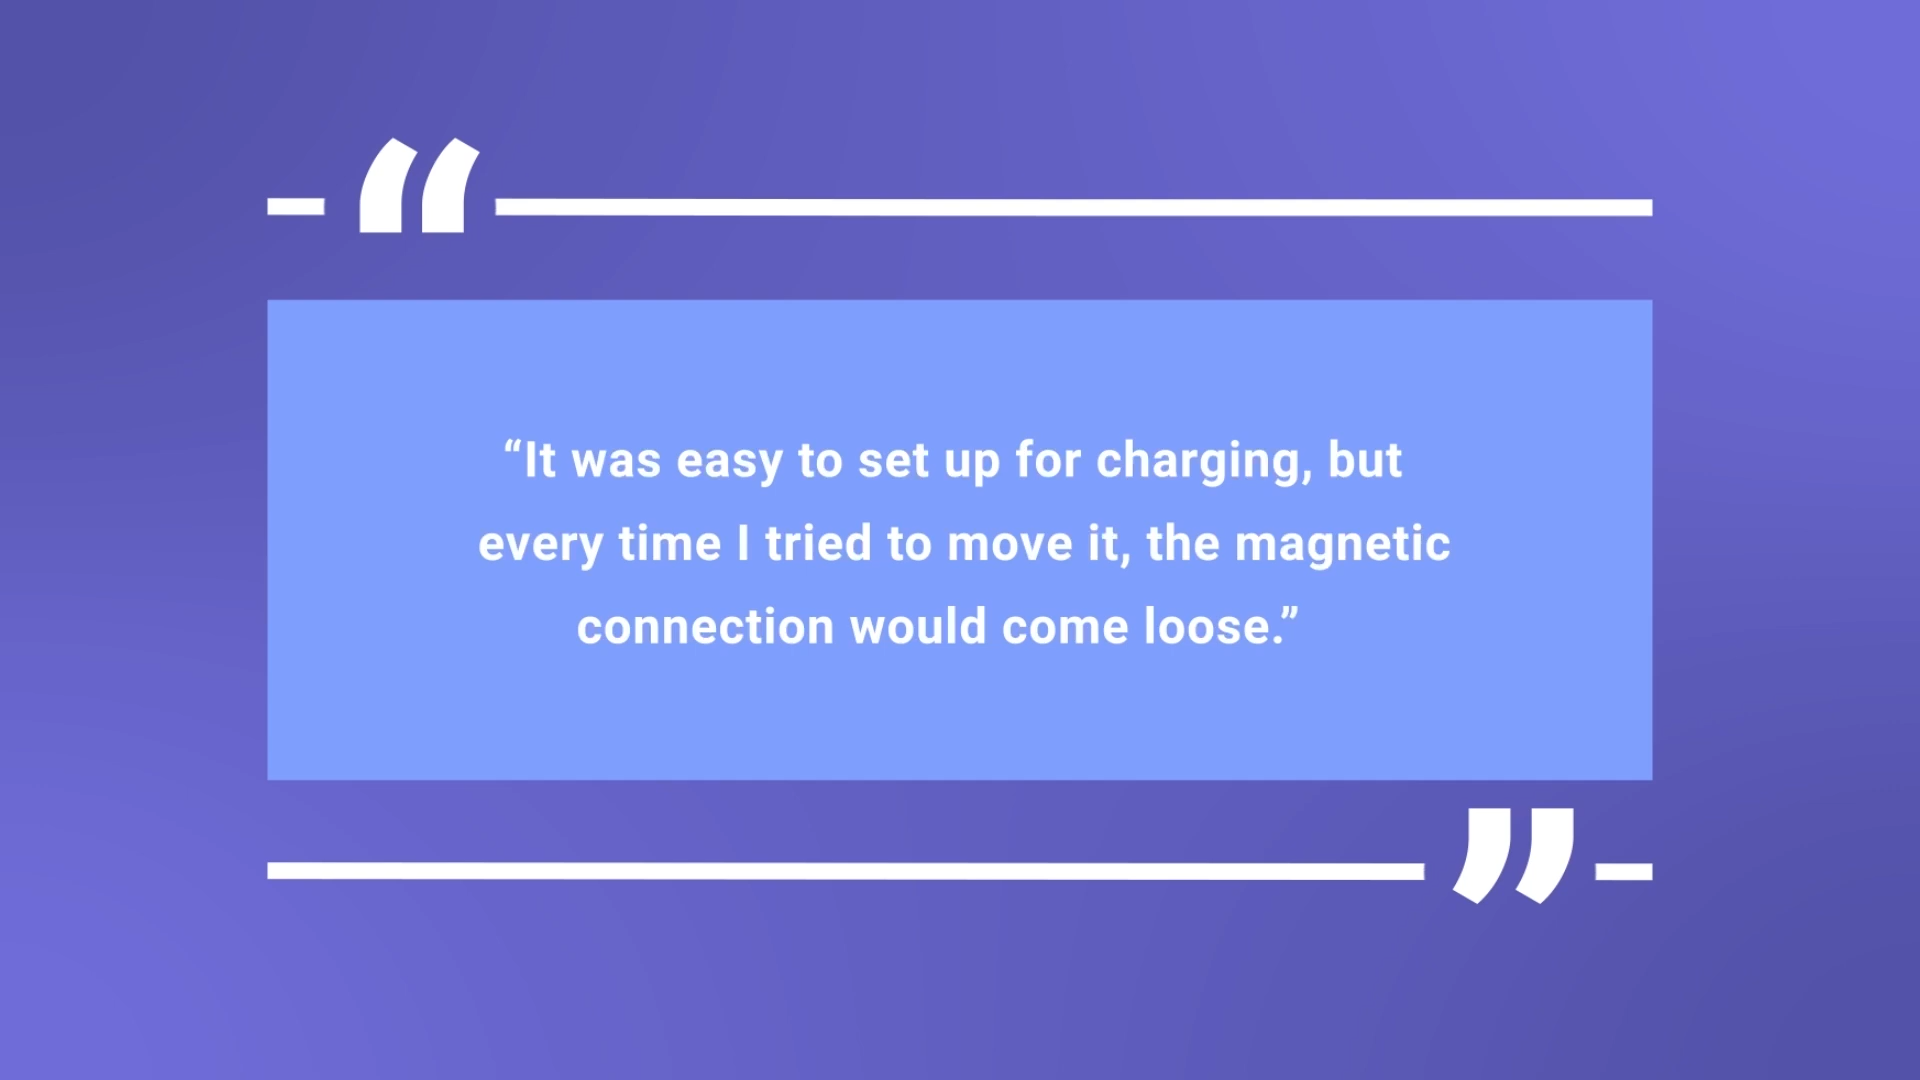 “It was easy to set up for charging, but
every time I tried to move it, the magnetic
connection would come loose.”